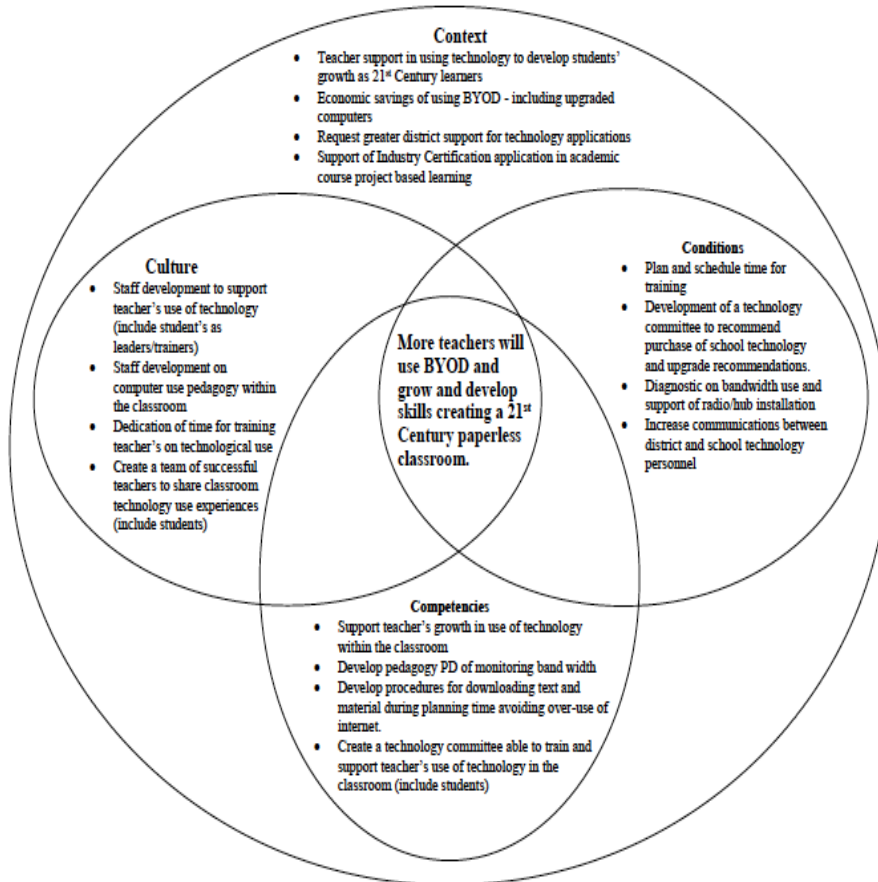 Context
• Teacher support in using technology to develop students'
growth as 21st Century learners
• Economic savings of using BYOD - including upgraded
computers
• Request greater district support for technology applications
• Support of Industry Certification application in academic
course project based learning
Culture
• Staff development to support
teacher's use of technology
(include student's as
leaders/trainers)
• Staff development on
computer use pedagogy within
the classroom
• Dedication of time for training
teacher's on technological use
• Create a team of successful
teachers to share classroom
technology use experiences
(include students)
More teachers will
use BYOD and
grow and develop
skills creating a 21st
Century paperless
classroom.
Conditions
• Plan and schedule time for
training
• Development of a technology
committee to recommend
purchase of school technology
and upgrade recommendations.
• Diagnostic on bandwidth use and
support of radio/hub installation
• Increase communications between
district and school technology
personnel
Competencies
• Support teacher's growth in use of technology
within the classroom
• Develop pedagogy PD of monitoring band width
• Develop procedures for downloading text and
material during planning time avoiding over-use of
internet.
• Create a technology committee able to train and
support teacher's use of technology in the
classroom (include students)